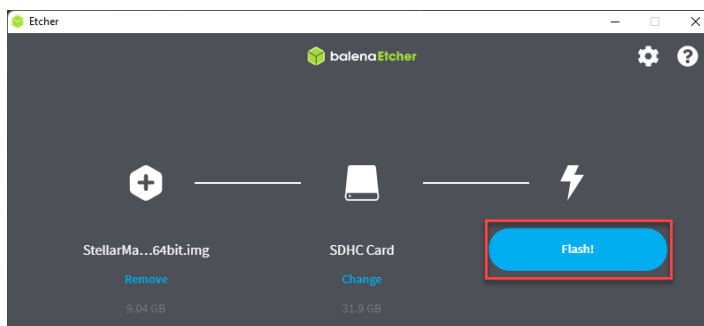 Etcher
balenaEtcher
StellarMa...64bit.img
SDHC Card
Flash!
Remove
Change
9.04 GB
31.9 GB